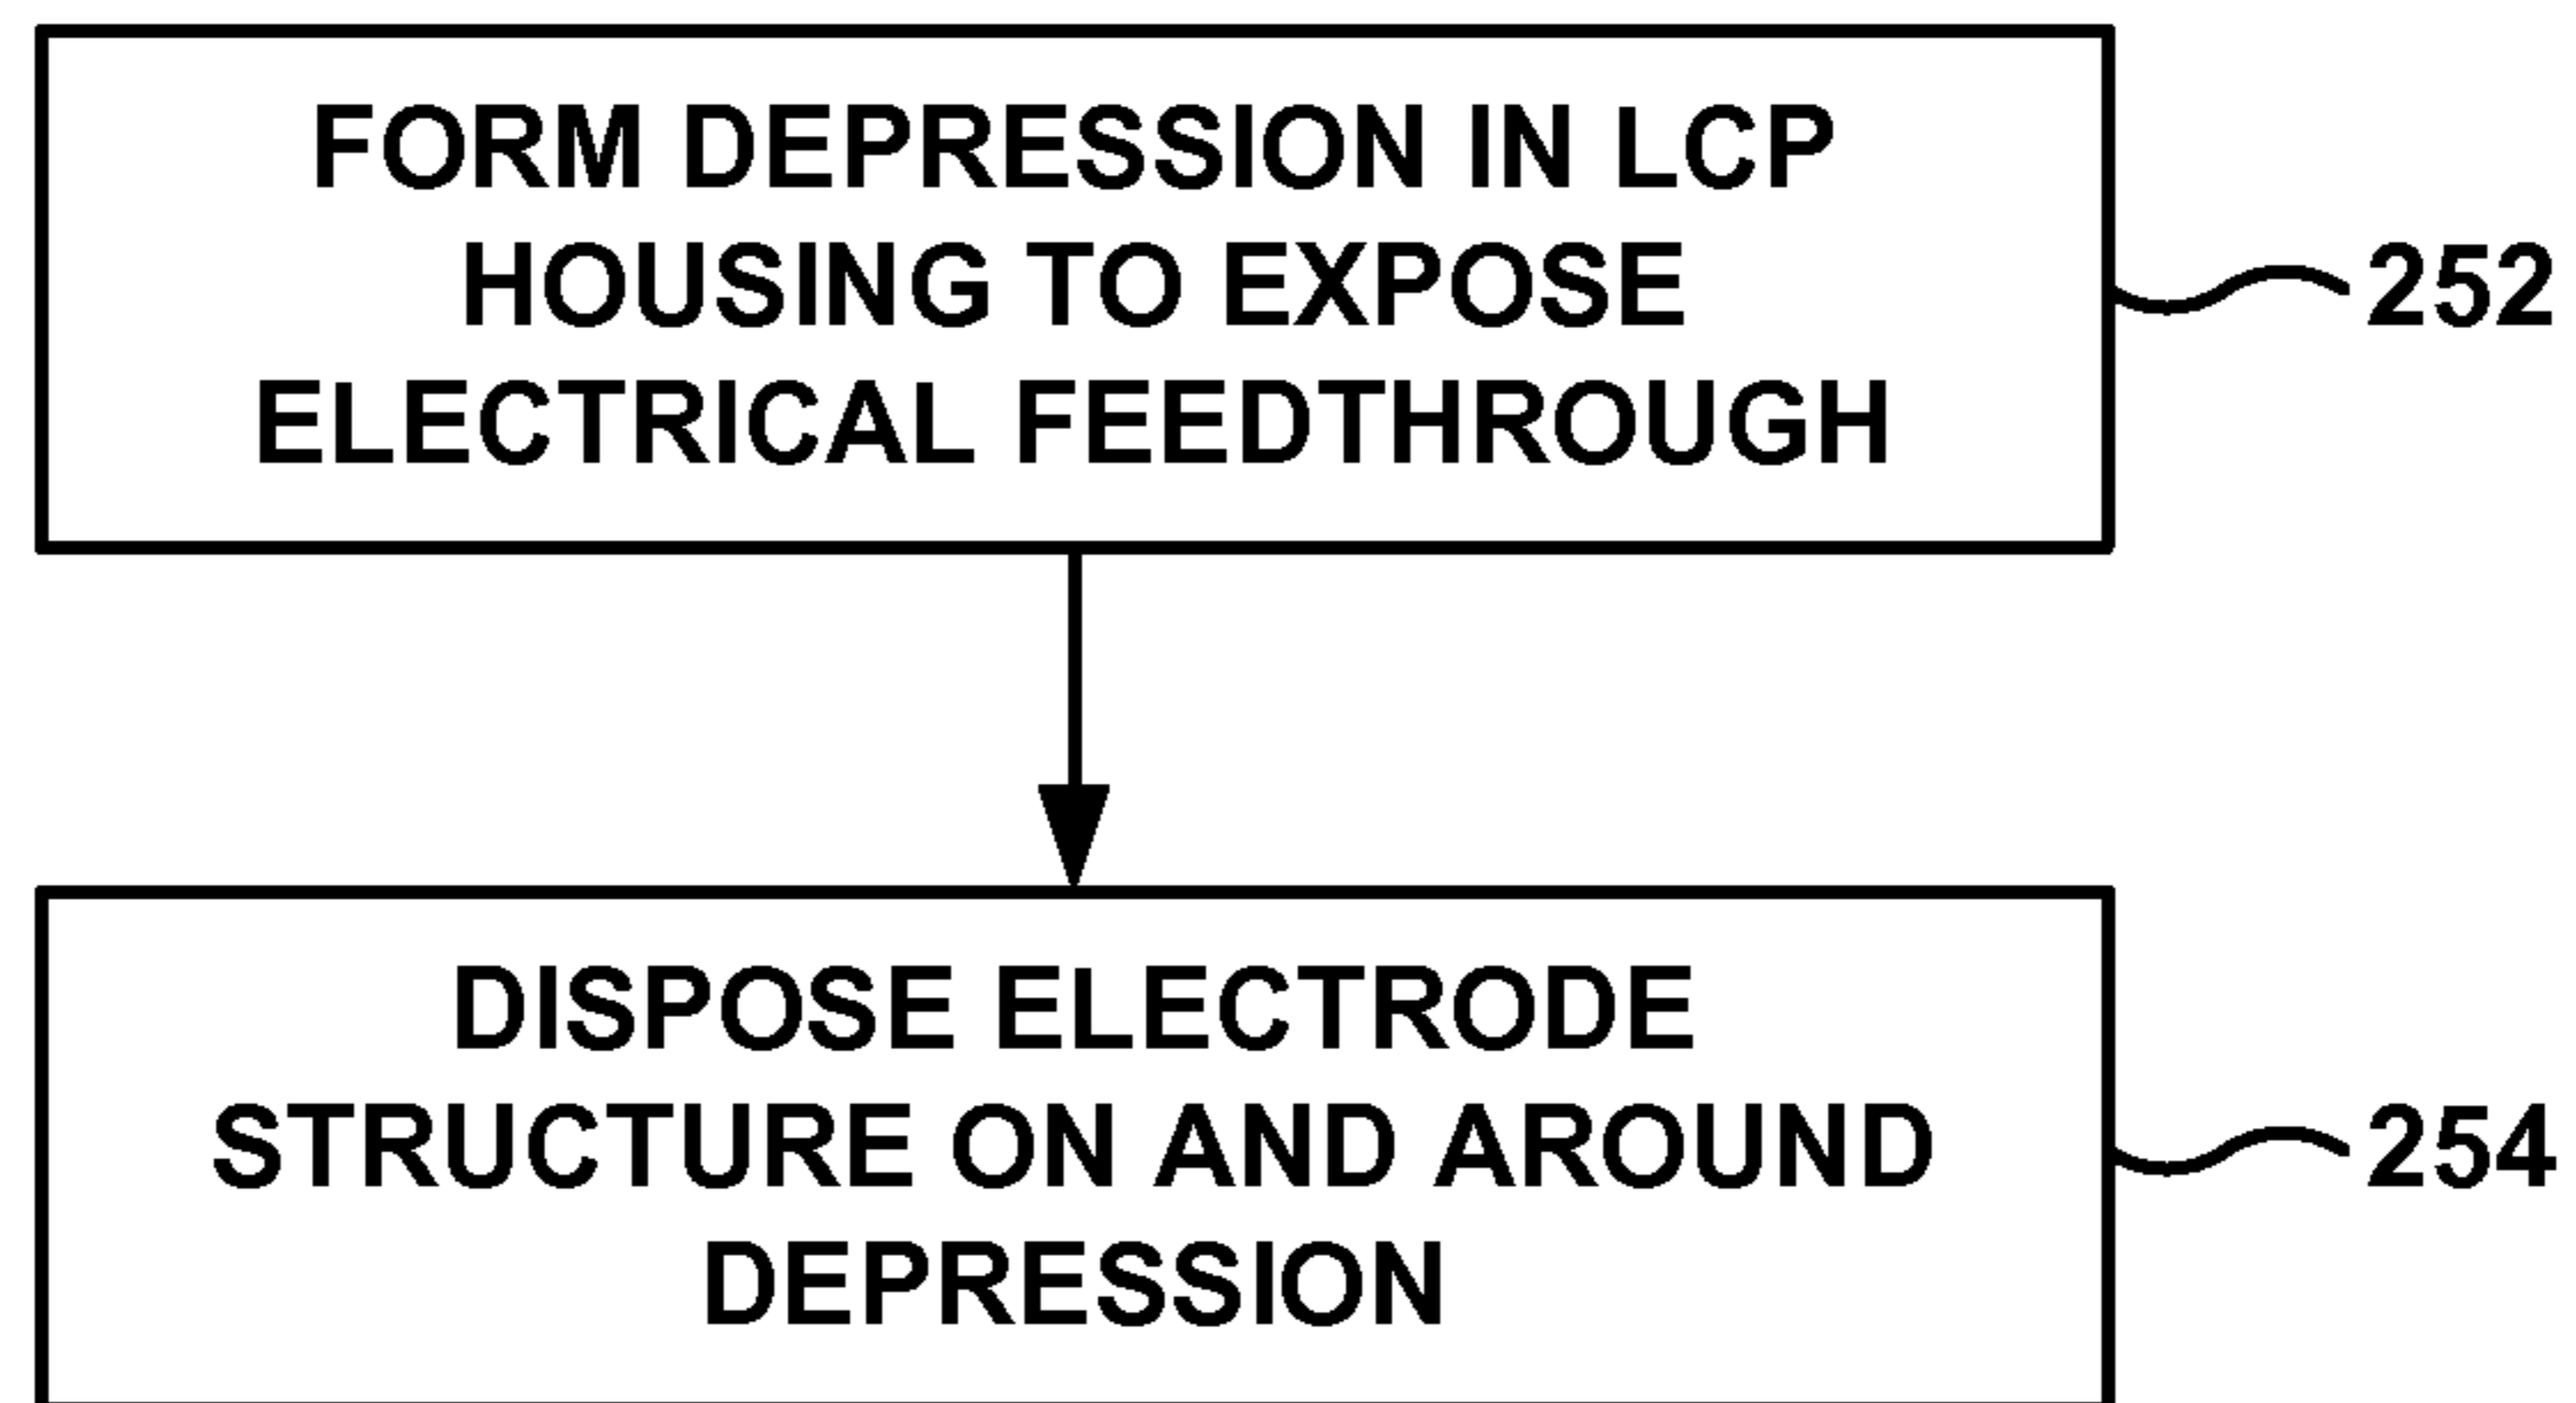 FORM DEPRESSION IN LCP
HOUSING TO EXPOSE
ELECTRICAL FEEDTHROUGH
252
DISPOSE ELECTRODE
STRUCTURE ON AND AROUND
DEPRESSION
254